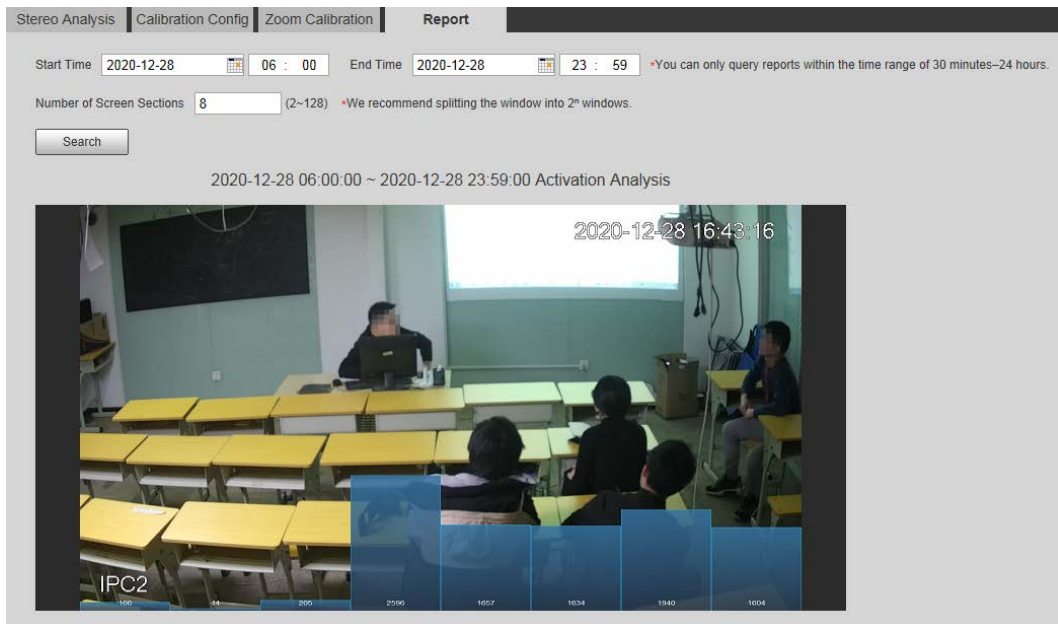 Stereo Analysis Calibration Config Zoom Calibration Report
Start Time 2020-12-28 06 : 00 End Time 2020-12-28 23 : 59 *You can only query reports within the time range of 30 minutes–24 hours.
Number of Screen Sections 8 (2~128) *We recommend splitting the window into 2ⁿ windows.
Search
2020-12-28 06:00:00 ~ 2020-12-28 23:59:00 Activation Analysis
2020-12-28 16:43:16
IPC2
166 44 205 2596 1657 1634 1940 1604